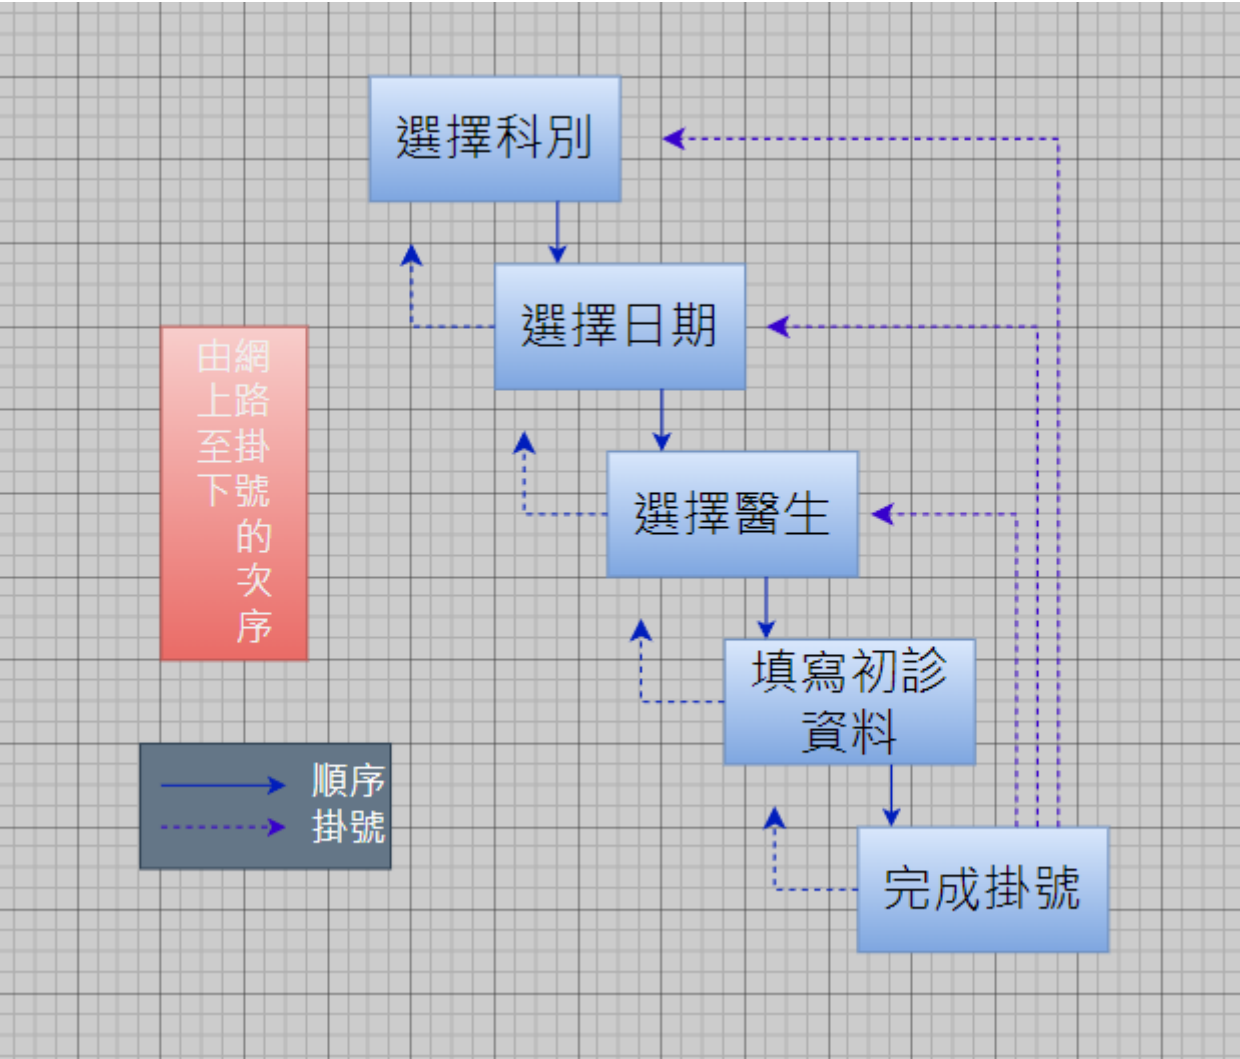 選擇科別
選擇日期
選擇醫生
填寫初診
資料
完成掛號
網路掛號的次序
由上至下
順序
掛號